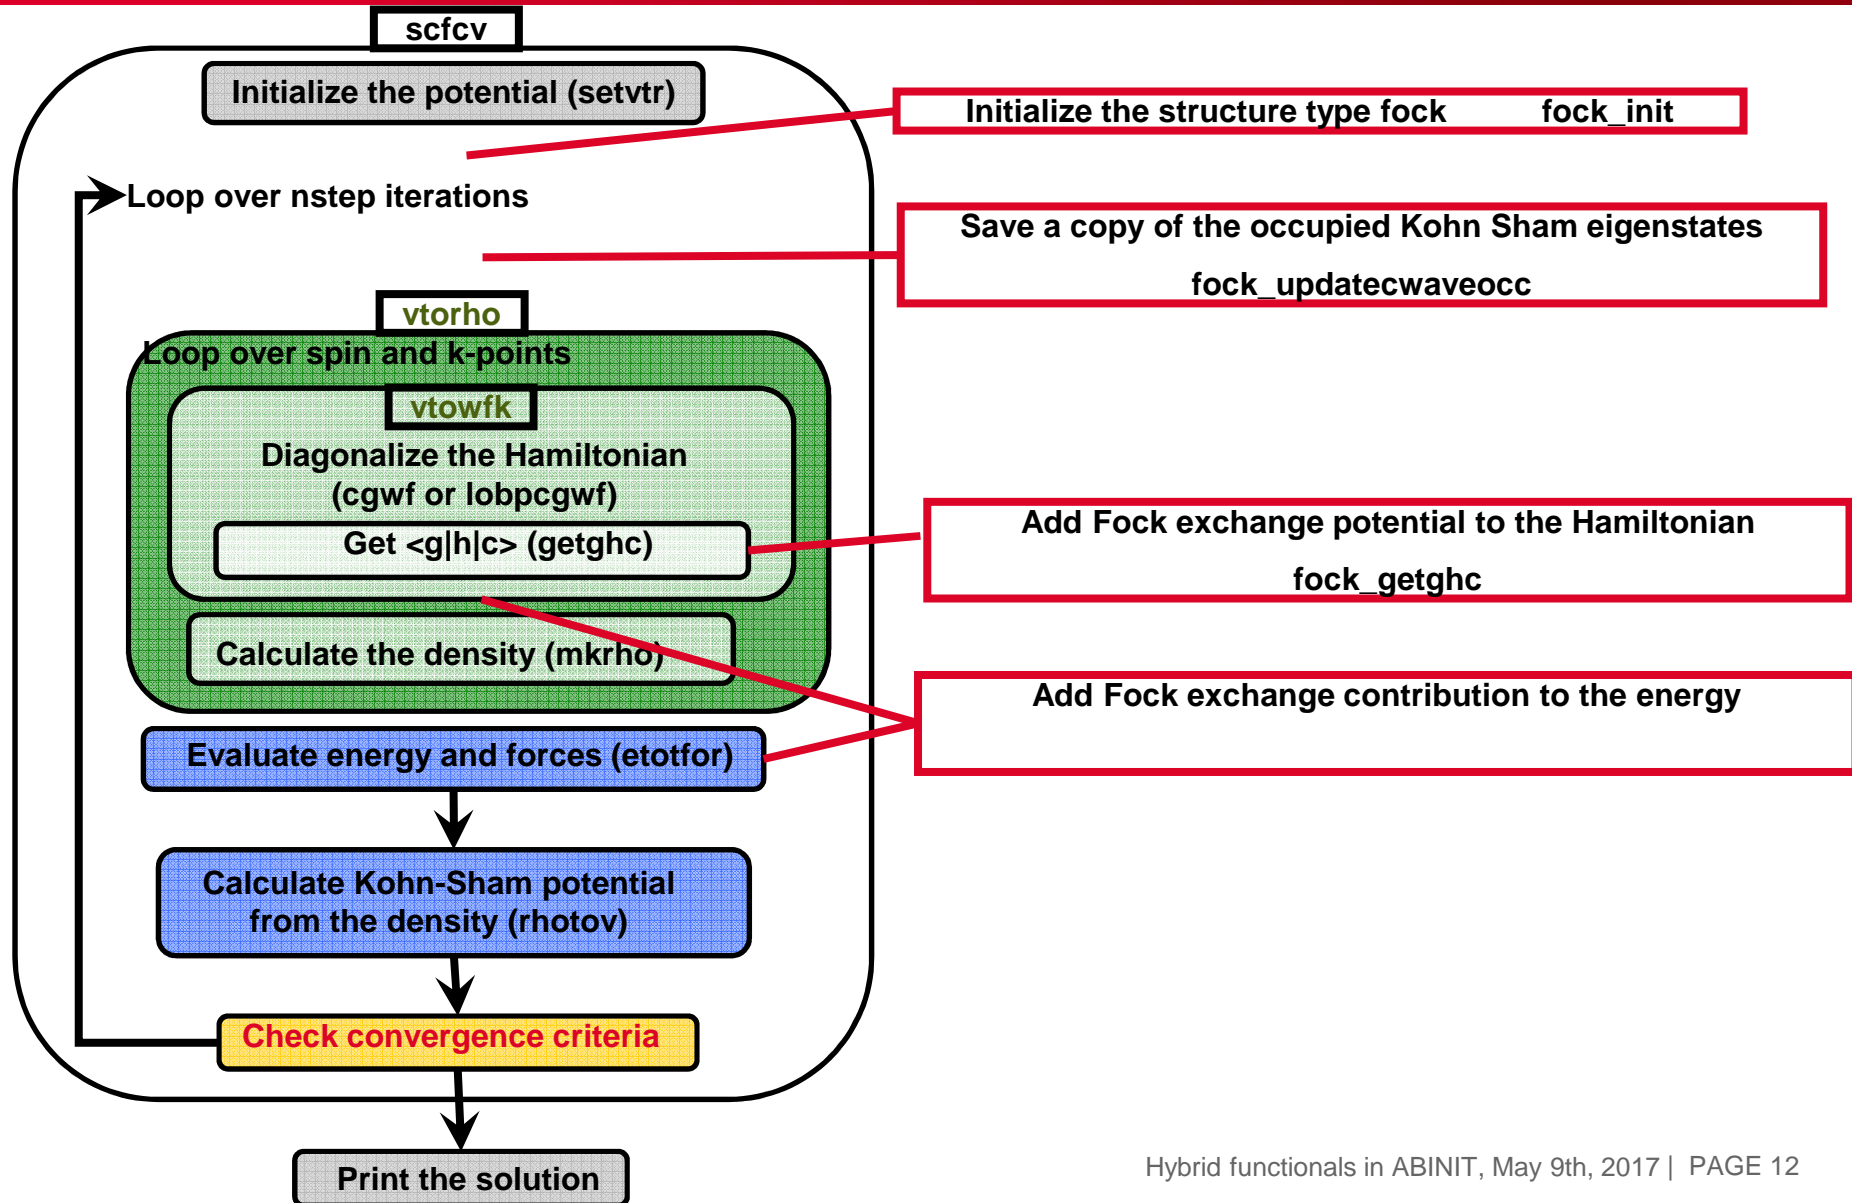 scfcv
Initialize the potential (setvtr)
Initialize the structure type fock fock_init
Loop over nstep iterations
Save a copy of the occupied Kohn Sham eigenstates
fock_updatecwaveocc
vtorho
Loop over spin and k-points
vtowfk
Diagonalize the Hamiltonian
(cgwf or lobpcgwf)
Get <g|h|c> (getghc)
Add Fock exchange potential to the Hamiltonian
fock_getghc
Calculate the density (mkrho)
Add Fock exchange contribution to the energy
Evaluate energy and forces (etotfor)
Calculate Kohn-Sham potential
from the density (rhotov)
Check convergence criteria
Print the solution
Hybrid functionals in ABINIT, May 9th, 2017 | PAGE 12